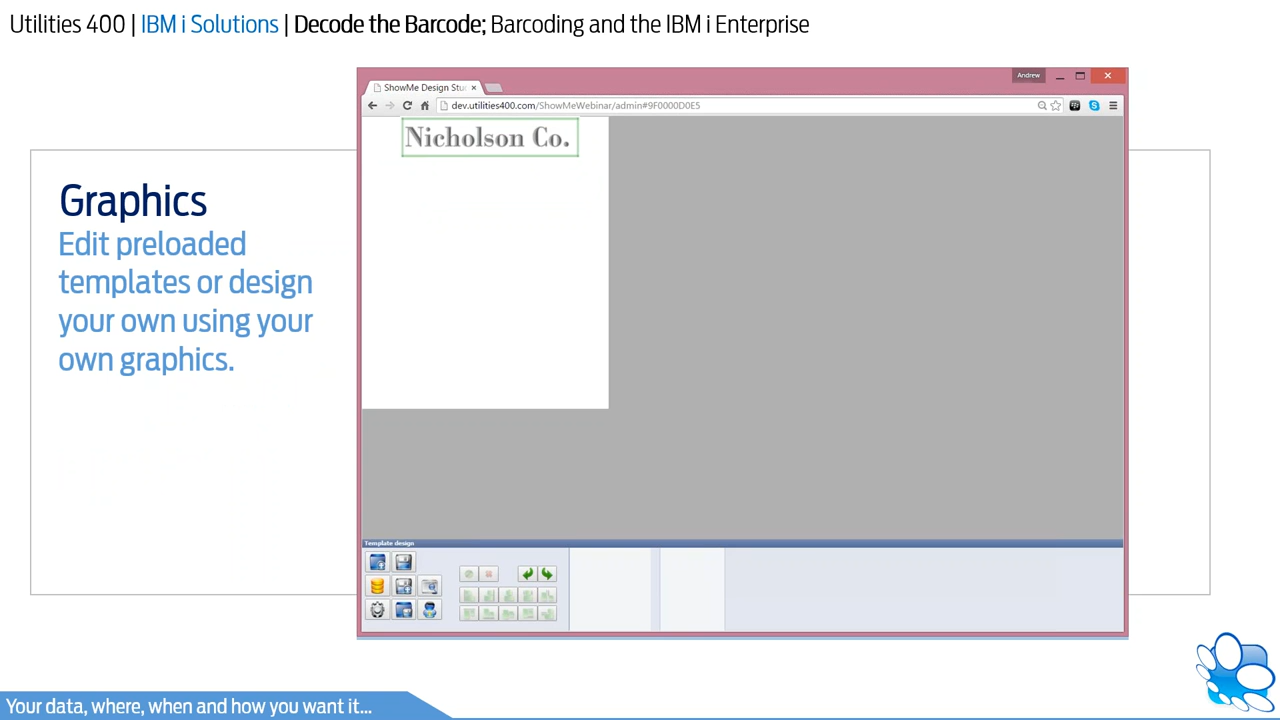 Utilities 400 | IBM i Solutions | Decode the Barcode; Barcoding and the IBM i Enterprise
Andrew
ShowMe Design Stu
dev.utilities400.com/ShowMeWebinar/admin#9F0000D0E5
Nicholson Co.
Graphics
Edit preloaded
templates or design
your own using your
own graphics.
Template design
Your data, where, when and how you want it...